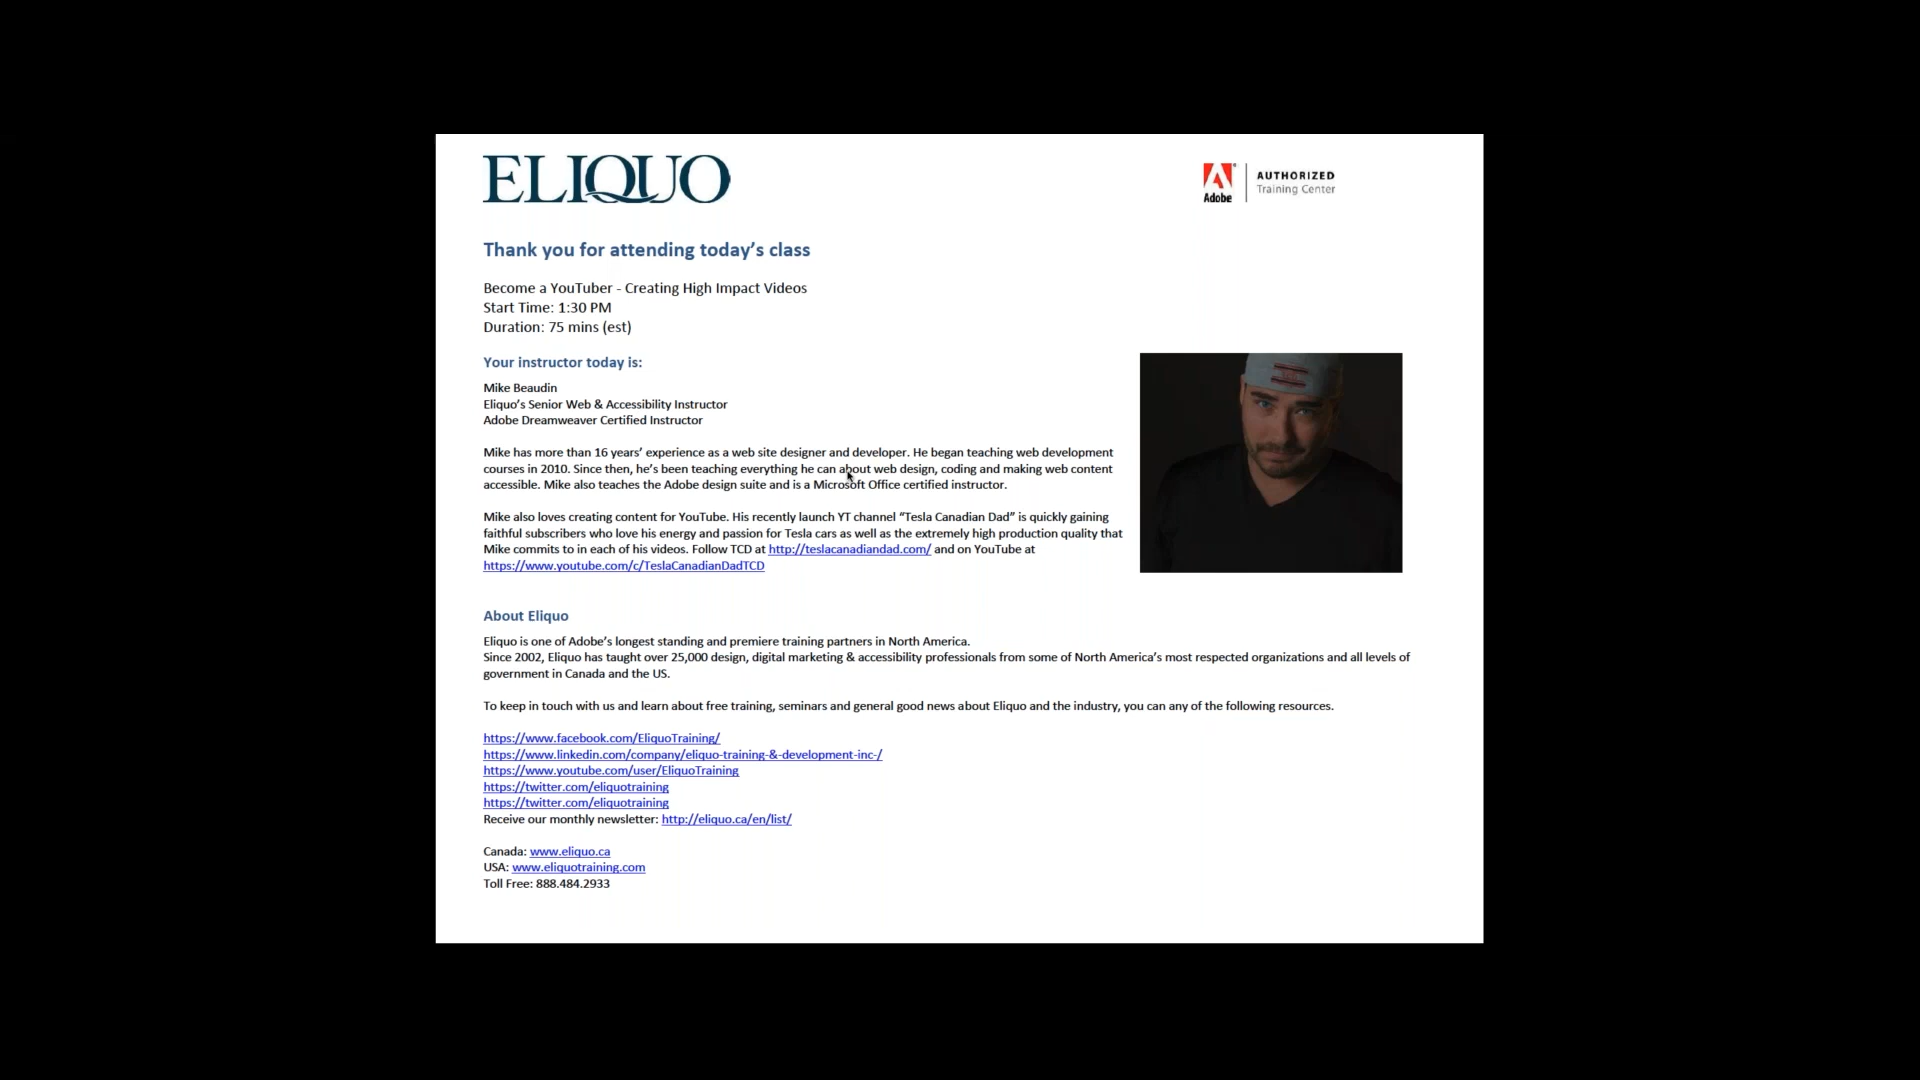 ELIQUO
Adobe
AUTHORIZED
Training Center
Thank you for attending today's class
Become a YouTuber - Creating High Impact Videos
Start Time: 1:30 PM
Duration: 75 mins (est)
Your instructor today is:
Mike Beaudin
Eliquo's Senior Web & Accessibility Instructor
Adobe Dreamweaver Certified Instructor
Mike has more than 16 years' experience as a web site designer and developer. He began teaching web development
courses in 2010. Since then, he's been teaching everything he can about web design, coding and making web content
accessible. Mike also teaches the Adobe design suite and is a Microsoft Office certified instructor.
Mike also loves creating content for YouTube. His recently launch YT channel “Tesla Canadian Dad” is quickly gaining
faithful subscribers who love his energy and passion for Tesla cars as well as the extremely high production quality that
Mike commits to in each of his videos. Follow TCD at http://teslacanadiandad.com/ and on YouTube at
https://www.youtube.com/c/TeslaCanadianDadTCD
About Eliquo
Eliquo is one of Adobe's longest standing and premiere training partners in North America.
Since 2002, Eliquo has taught over 25,000 design, digital marketing & accessibility professionals from some of North America's most respected organizations and all levels of
government in Canada and the US.
To keep in touch with us and learn about free training, seminars and general good news about Eliquo and the industry, you can any of the following resources.
https://www.facebook.com/EliquoTraining/
https://www.linkedin.com/company/eliquo-training-&-development-inc-/
https://www.youtube.com/user/EliquoTraining
https://twitter.com/eliquotraining
https://twitter.com/eliquotraining
Receive our monthly newsletter: http://eliquo.ca/en/list/
Canada: www.eliquo.ca
USA: www.eliquotraining.com
Toll Free: 888.484.2933